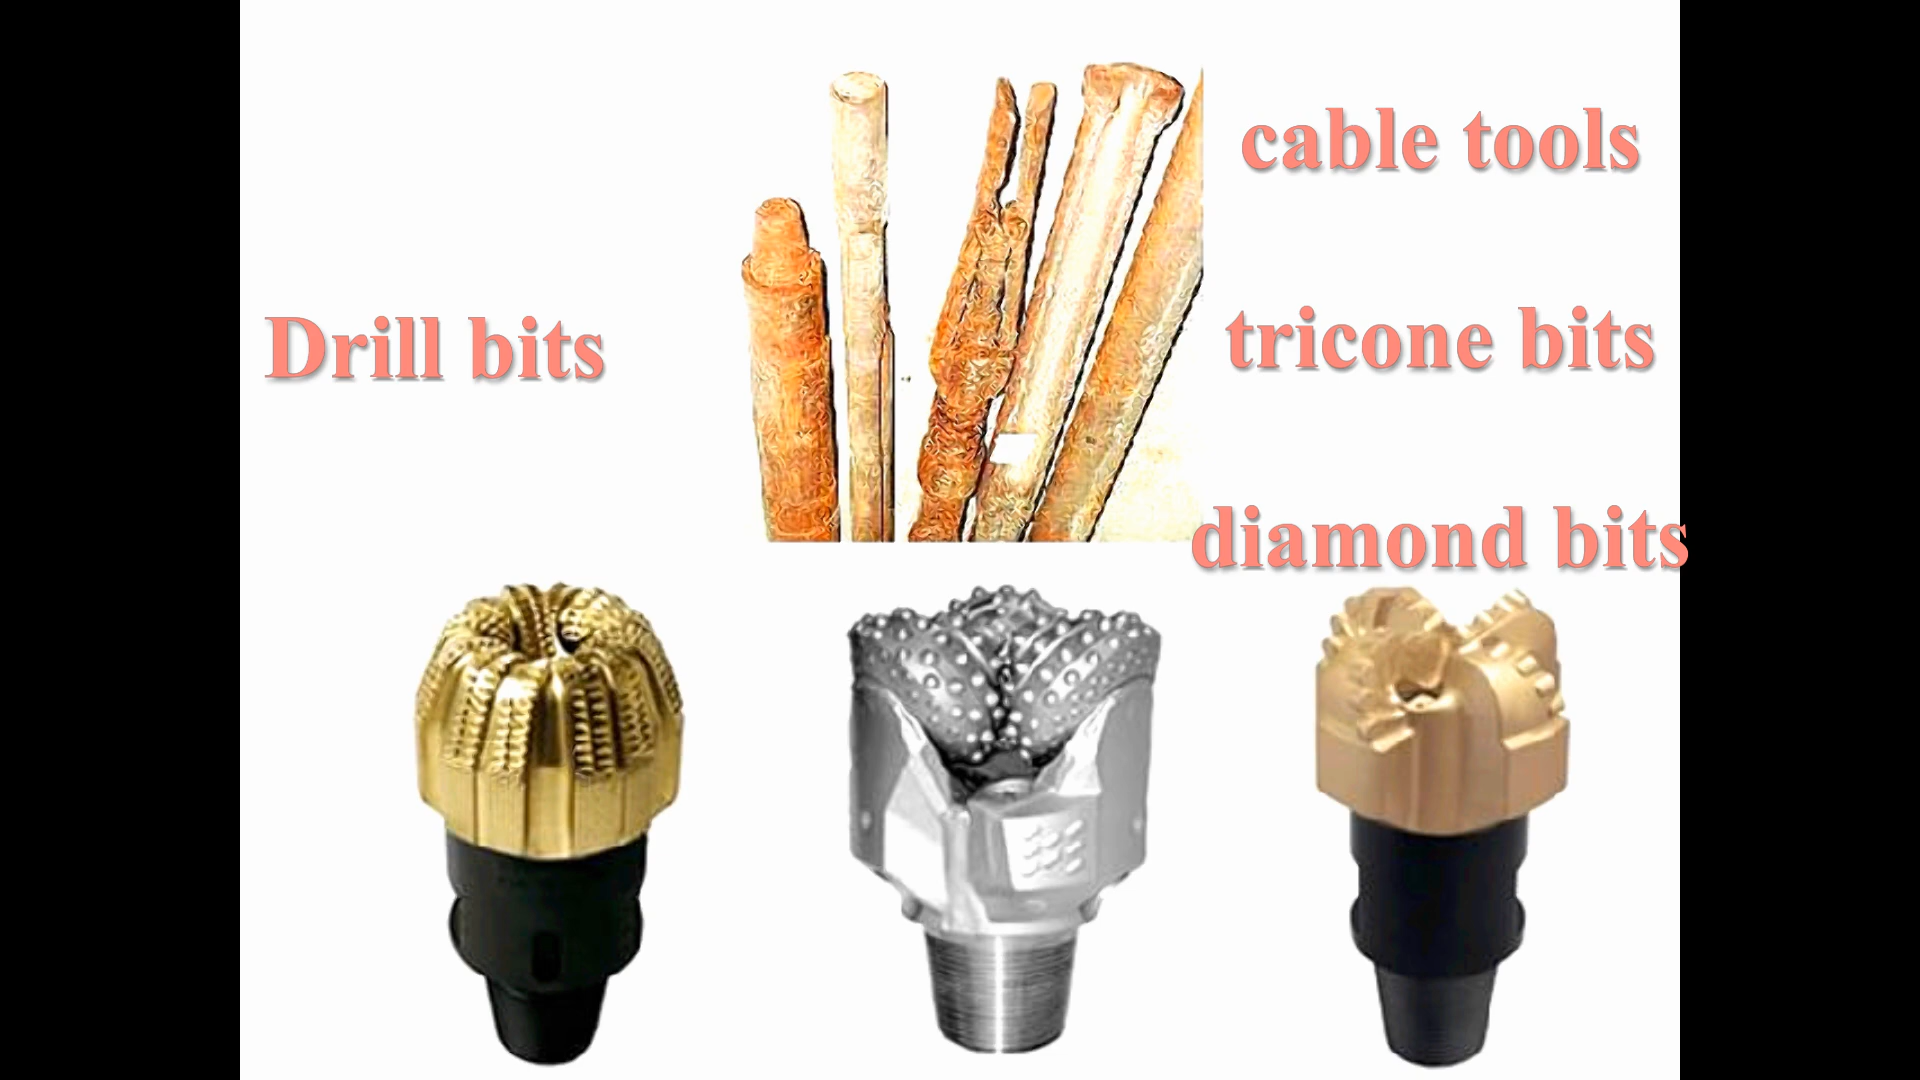 cable tools
Drill bits
tricone bits
diamond bits